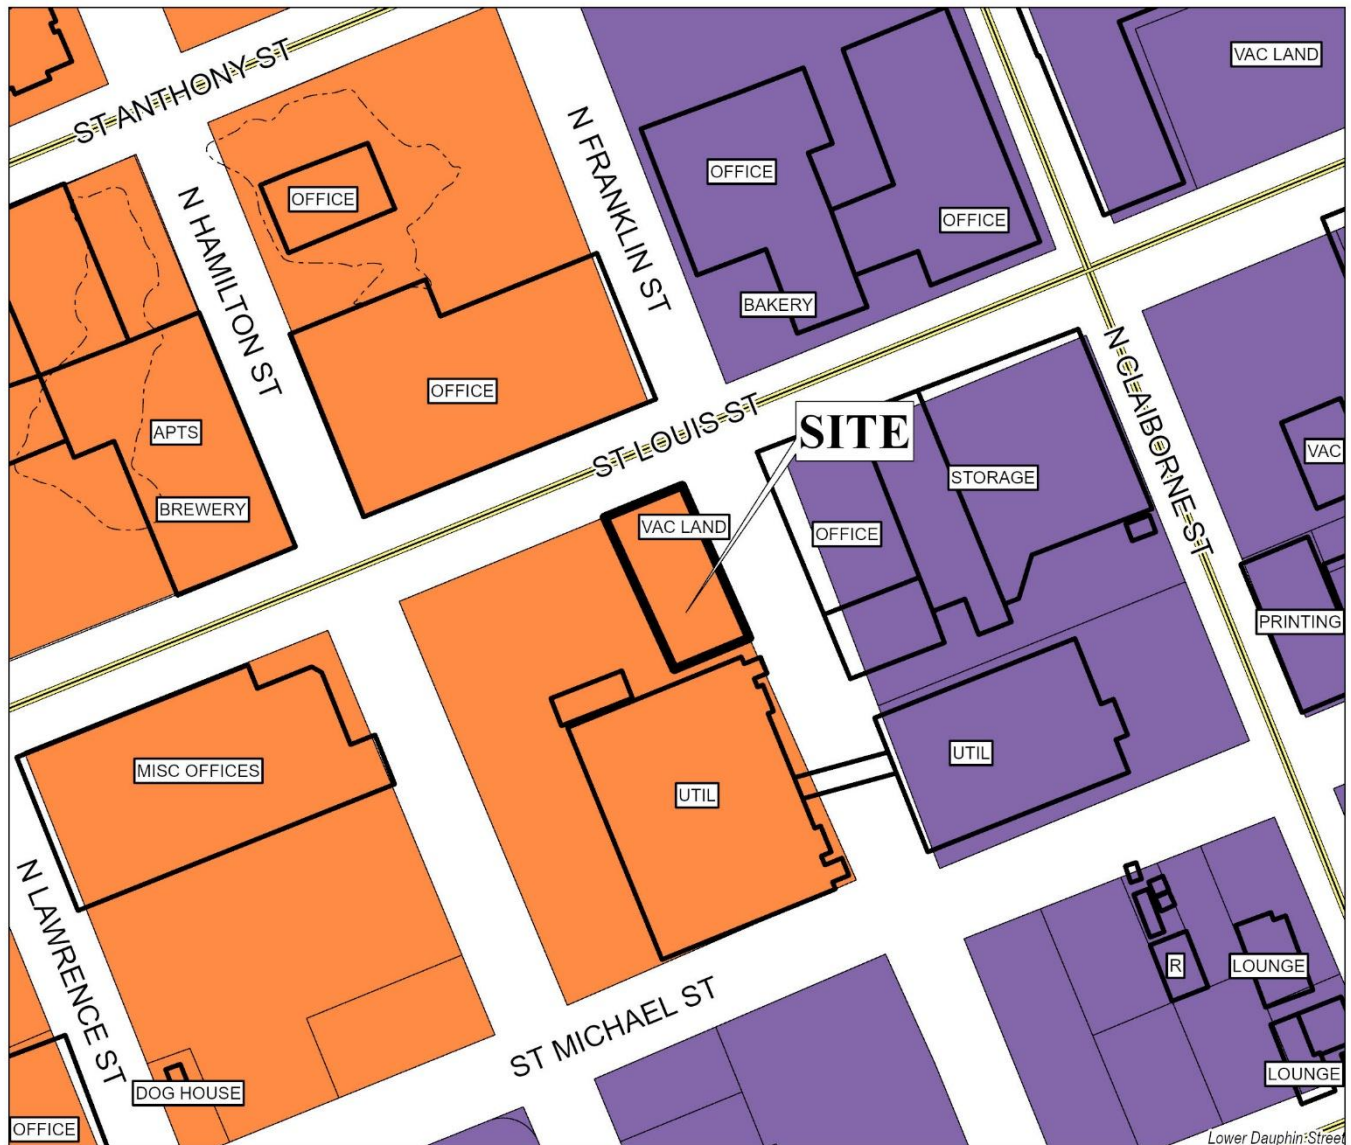 ST ANTHONY ST
VAC LAND
N HAMILTON ST
OFFICE
N FRANKLIN ST
OFFICE
OFFICE
BAKERY
OFFICE
APTS
BREWERY
ST LOUIS ST
SITE
N CLAIBORNE ST
STORAGE
VAC
VAC LAND
OFFICE
PRINTING
MISC OFFICES
UTIL
UTIL
N LAWRENCE ST
R
LOUNGE
ST MICHAEL ST
DOG HOUSE
LOUNGE
OFFICE
Lower Dauphin Street